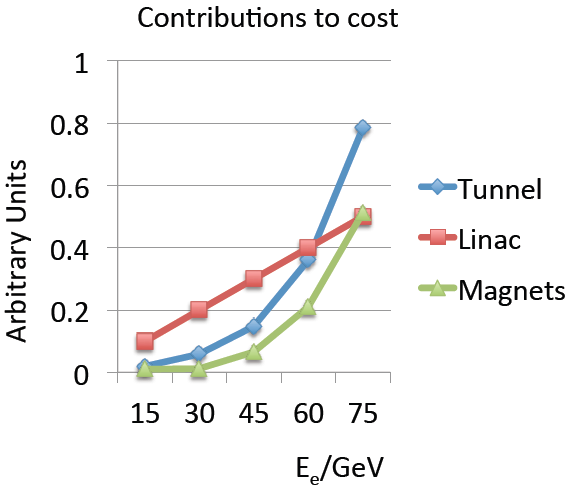 Contributions to cost
1
0.8
0.6
0.4
0.2
0
Arbitrary Units
15 30 45 60 75
Ee/GeV
Tunnel
Linac
Magnets